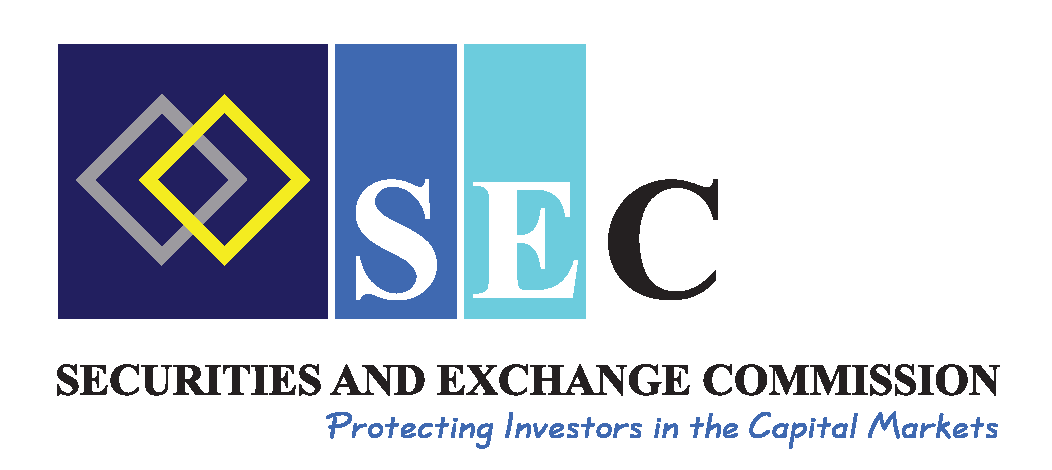 SEC
SECURITIES AND EXCHANGE COMMISSION
Protecting Investors in the Capital Markets